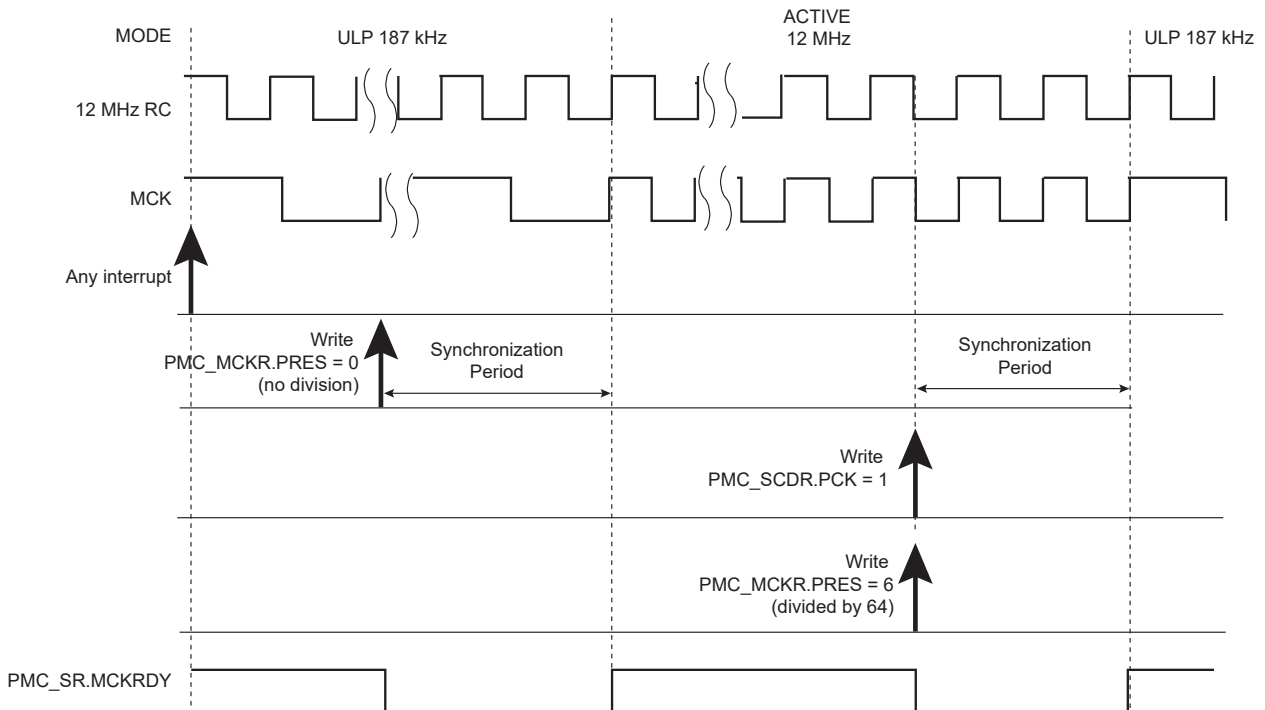 MODE
ULP 187 kHz
ACTIVE
12 MHz
ULP 187 kHz
12 MHz RC
MCK
Any interrupt
Write
PMC_MCKR.PRES = 0
(no division)
Synchronization
Period
Synchronization
Period
Write
PMC_SCDR.PCK = 1
Write
PMC_MCKR.PRES = 6
(divided by 64)
PMC_SR.MCKRDY